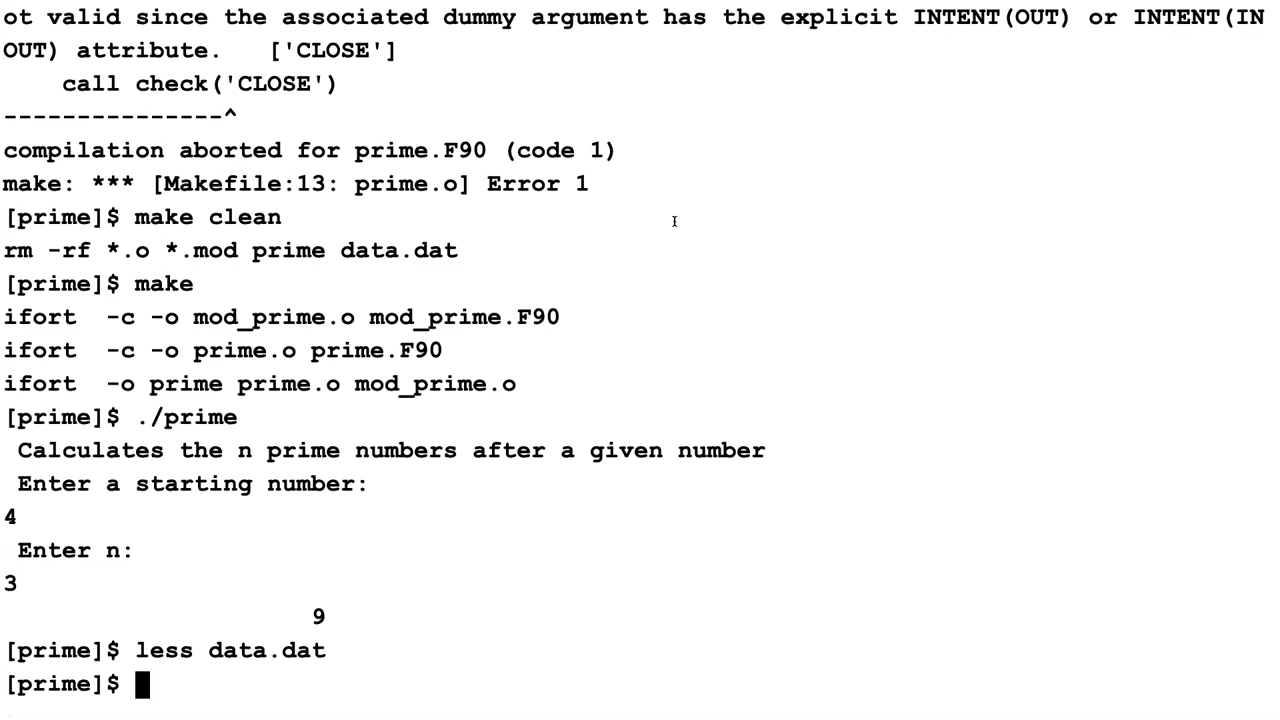 ot valid since the associated dummy argument has the explicit INTENT(OUT) or INTENT(IN
OUT) attribute.   ['CLOSE']
    call check('CLOSE')
---------------^
compilation aborted for prime.F90 (code 1)
make: *** [Makefile:13: prime.o] Error 1
[prime]$ make clean
rm -rf *.o *.mod prime data.dat
[prime]$ make
ifort  -c -o mod_prime.o mod_prime.F90
ifort  -c -o prime.o prime.F90
ifort  -o prime prime.o mod_prime.o
[prime]$ ./prime
 Calculates the n prime numbers after a given number
 Enter a starting number:
4
 Enter n:
3
                     9
[prime]$ less data.dat
[prime]$